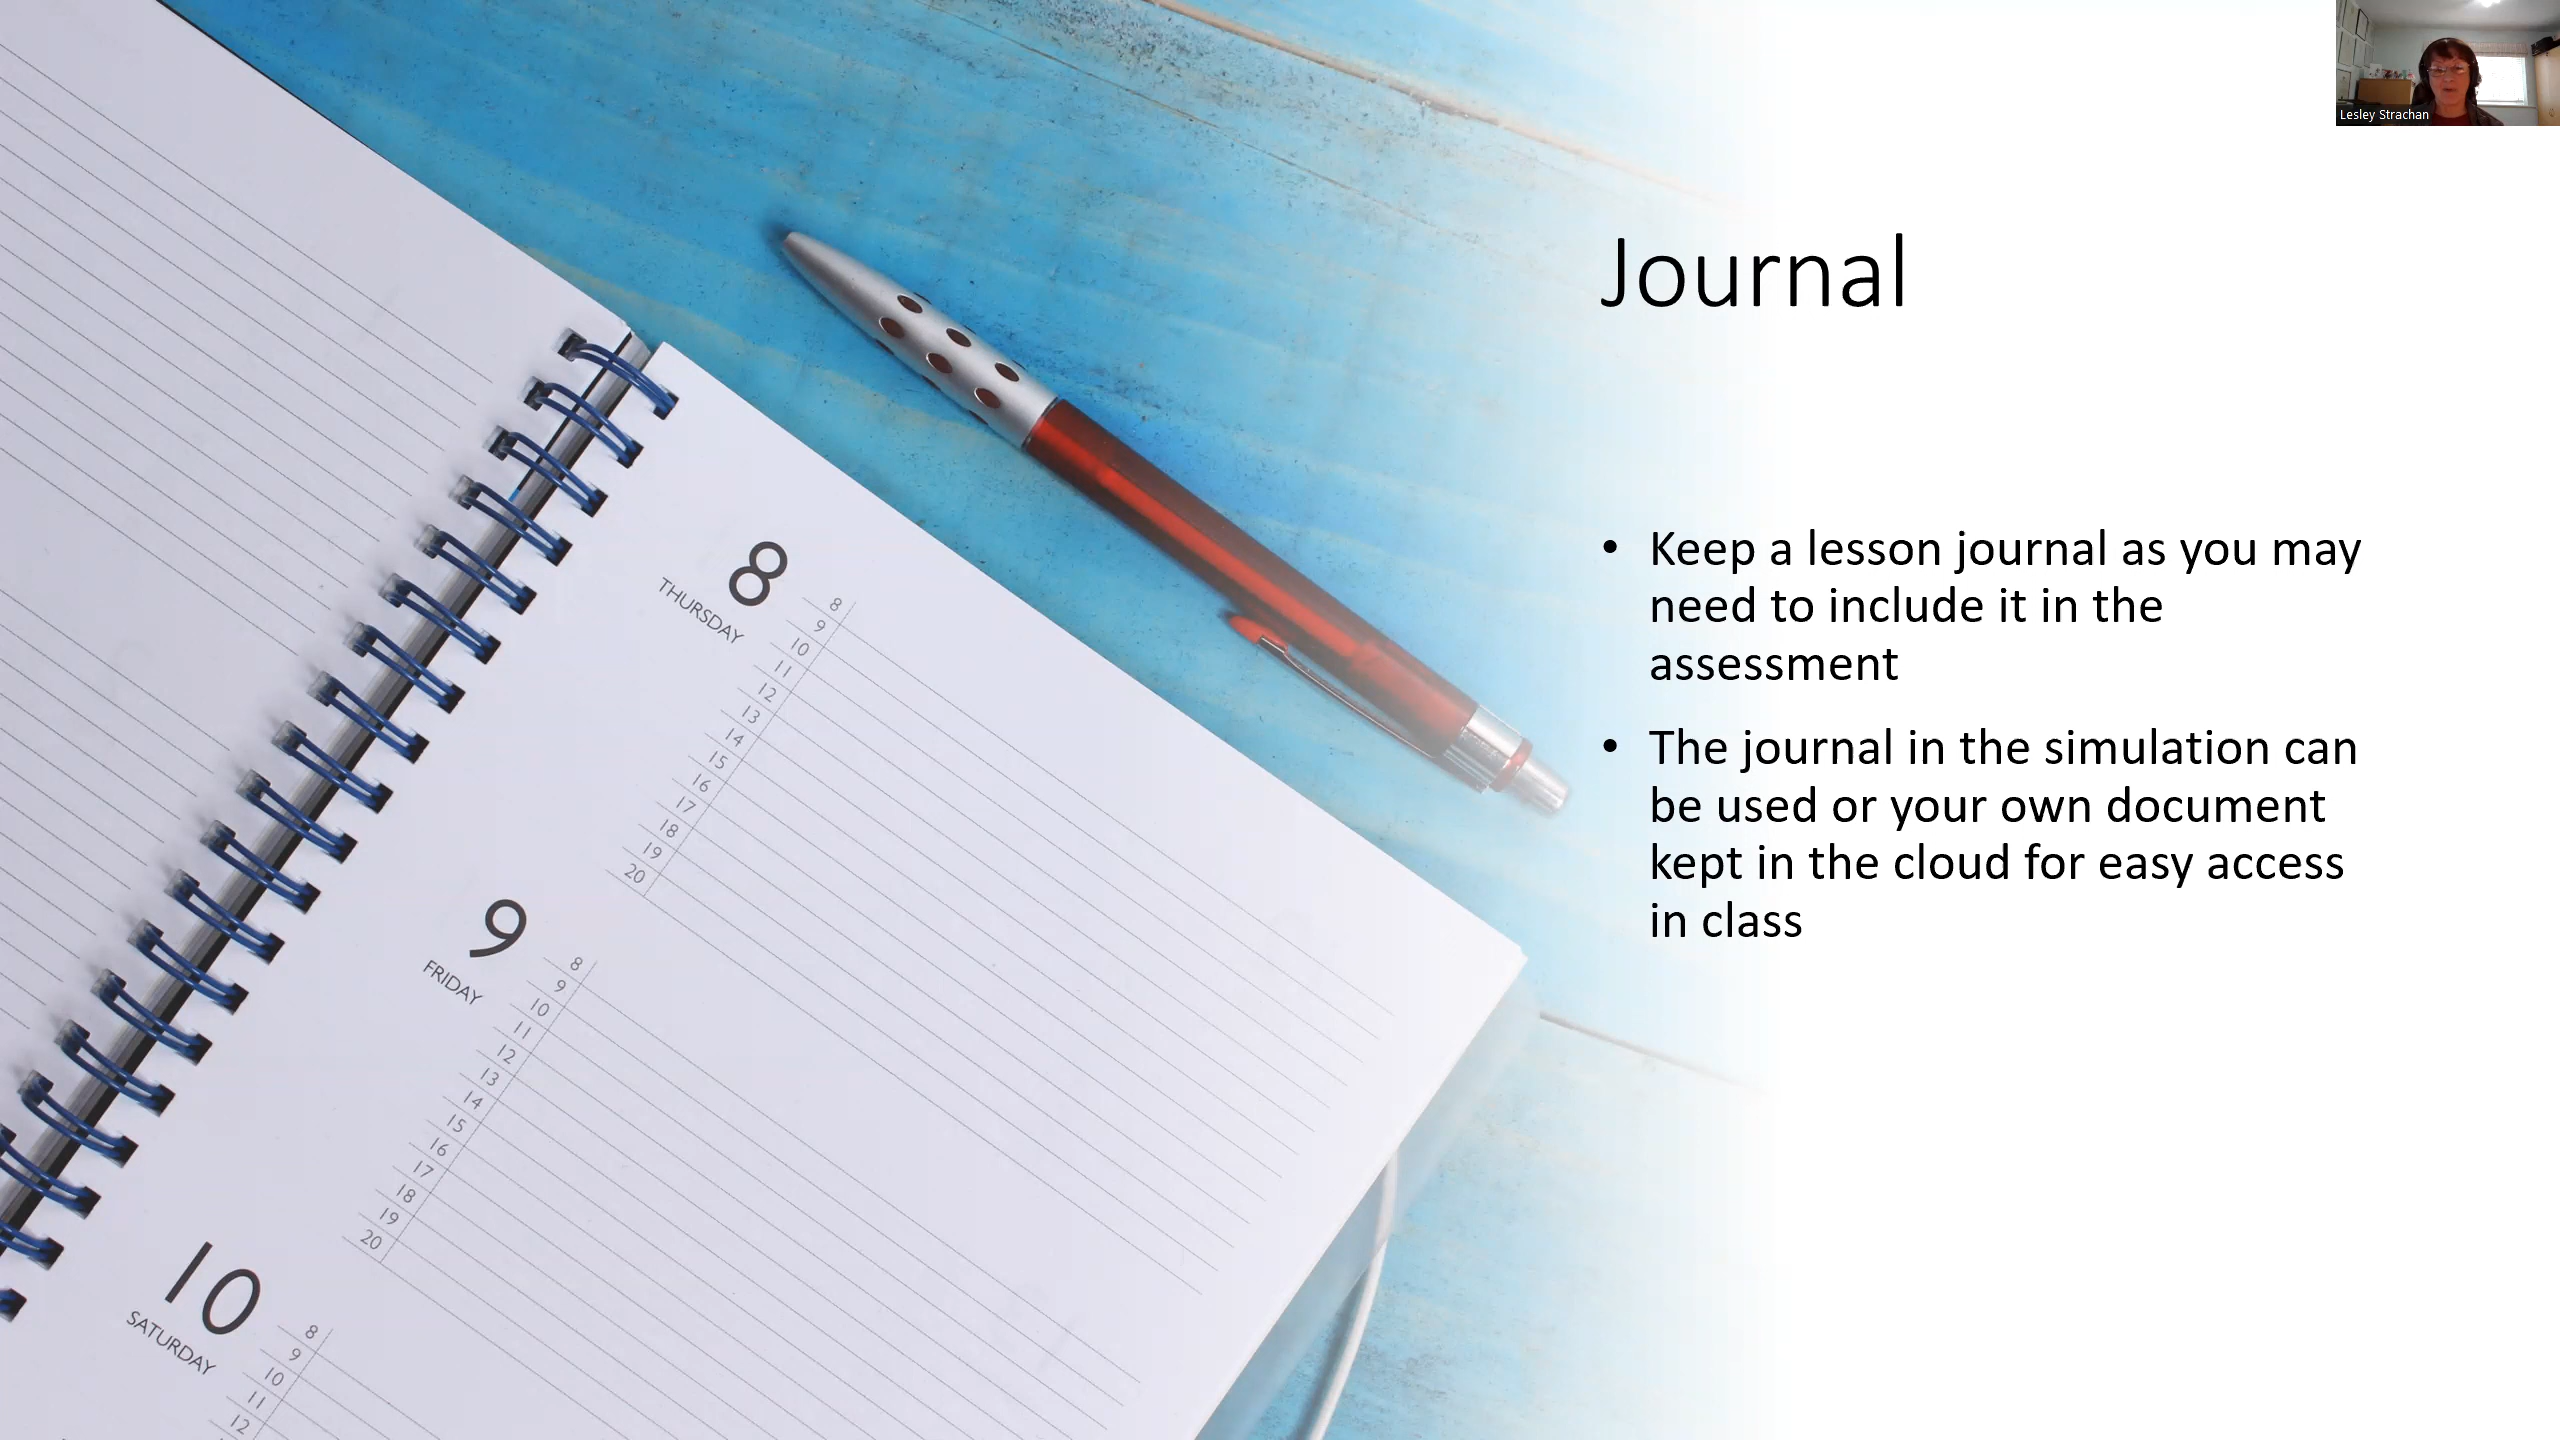 Lesley Strachan
Journal
• Keep a lesson journal as you may
need to include it in the
assessment
• The journal in the simulation can
be used or your own document
kept in the cloud for easy access
in class
8
THURSDAY
8
9
10
11
12
13
14
15
16
17
18
19
20
9
FRIDAY
8
9
10
11
12
13
14
15
16
17
18
19
20
10
SATURDAY
8
9
10
11
12